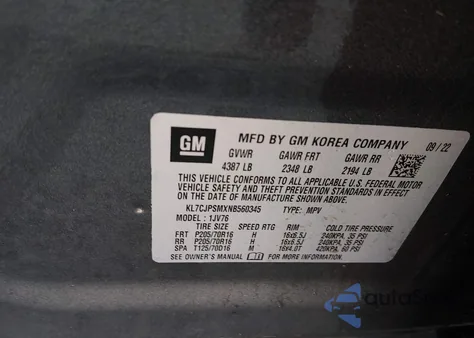 GM MFD BY GM KOREA COMPANY 09/22
GVWR GAWR FRT GAWR RR
4387 LB 2348 LB 2194 LB
THIS VEHICLE CONFORMS TO ALL APPLICABLE U.S. FEDERAL MOTOR
VEHICLE SAFETY AND THEFT PREVENTION STANDARDS IN EFFECT ON
THE DATE OF MANUFACTURE SHOWN ABOVE.
KL7CJPSMXNB560345 TYPE: MPV
MODEL: 1JV76
TIRE SIZE SPEED RTG RIM COLD TIRE PRESSURE
FRT P205/70R16 H 16x6.5J 240KPA, 35 PSI
RR P205/70R16 H 16x6.5J 240KPA, 35 PSI
SPA T125/70D16 M 16x4.0T 420KPA, 60 PSI
SEE OWNER'S MANUAL FOR MORE INFORMATION